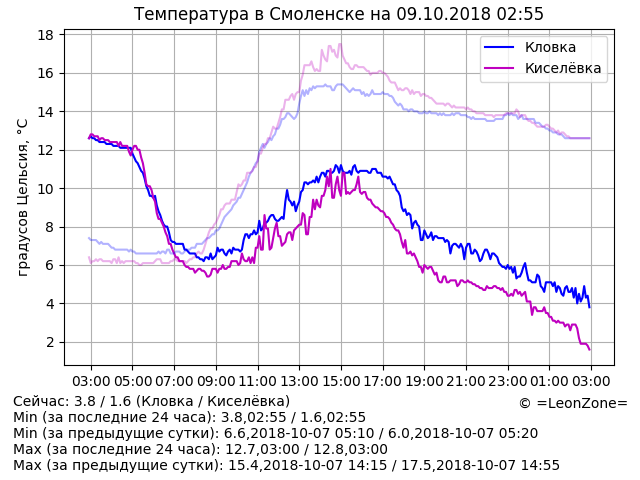 Температура в Смоленске на 09.10.2018 02:55
18
16
14
12
10
8
6
4
2
градусов Цельсия, °C
Кловка
Киселёвка
03:00 05:00 07:00 09:00 11:00 13:00 15:00 17:00 19:00 21:00 23:00 01:00 03:00
Сейчас: 3.8 / 1.6 (Кловка / Киселёвка)
© =LeonZone=
Min (за последние 24 часа): 3.8,02:55 / 1.6,02:55
Min (за предыдущие сутки): 6.6,2018-10-07 05:10 / 6.0,2018-10-07 05:20
Max (за последние 24 часа): 12.7,03:00 / 12.8,03:00
Max (за предыдущие сутки): 15.4,2018-10-07 14:15 / 17.5,2018-10-07 14:55